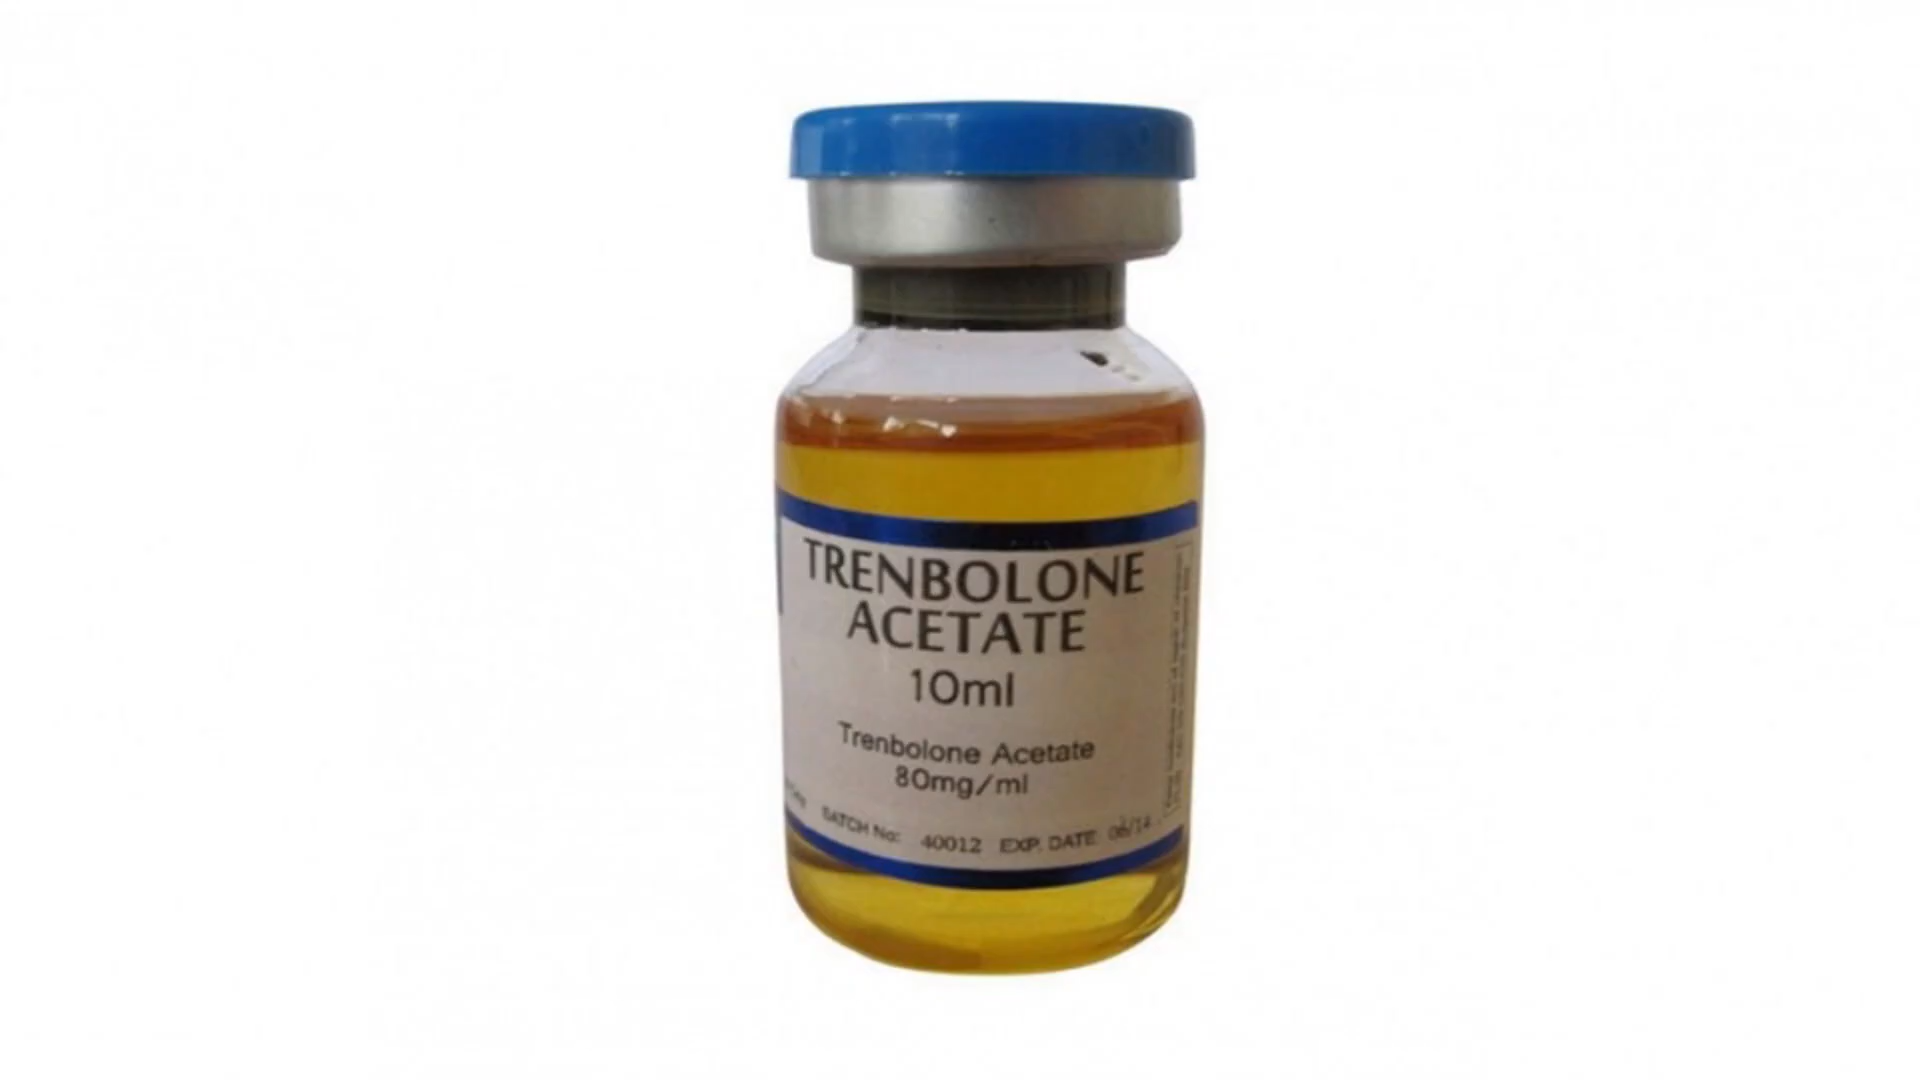 TRENBOLONE
ACETATE
10ml
Trenbolone Acetate
80mg/ml
BATCH No: 40012 EXP. DATE: 06/14